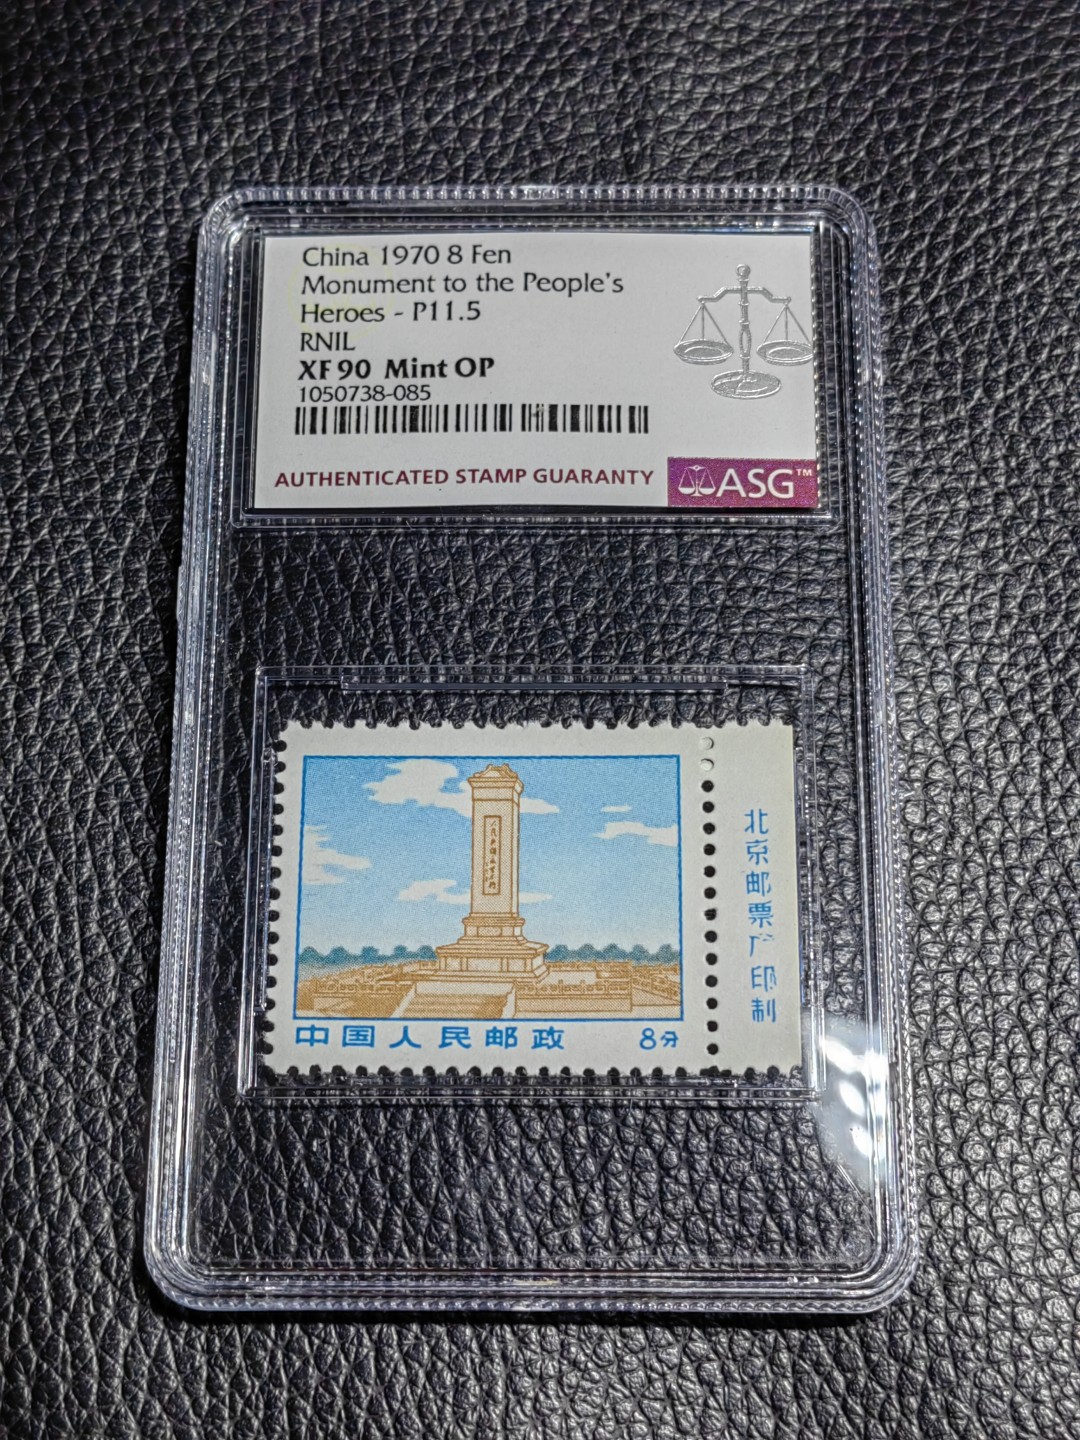 China 1970 8 Fen
Monument to the People's
Heroes - P11.5
RNIL
XF 90 Mint OP
1050738-085
AUTHENTICATED STAMP GUARANTY
ASG™
中国人民邮政
8分
北京邮票厂印制